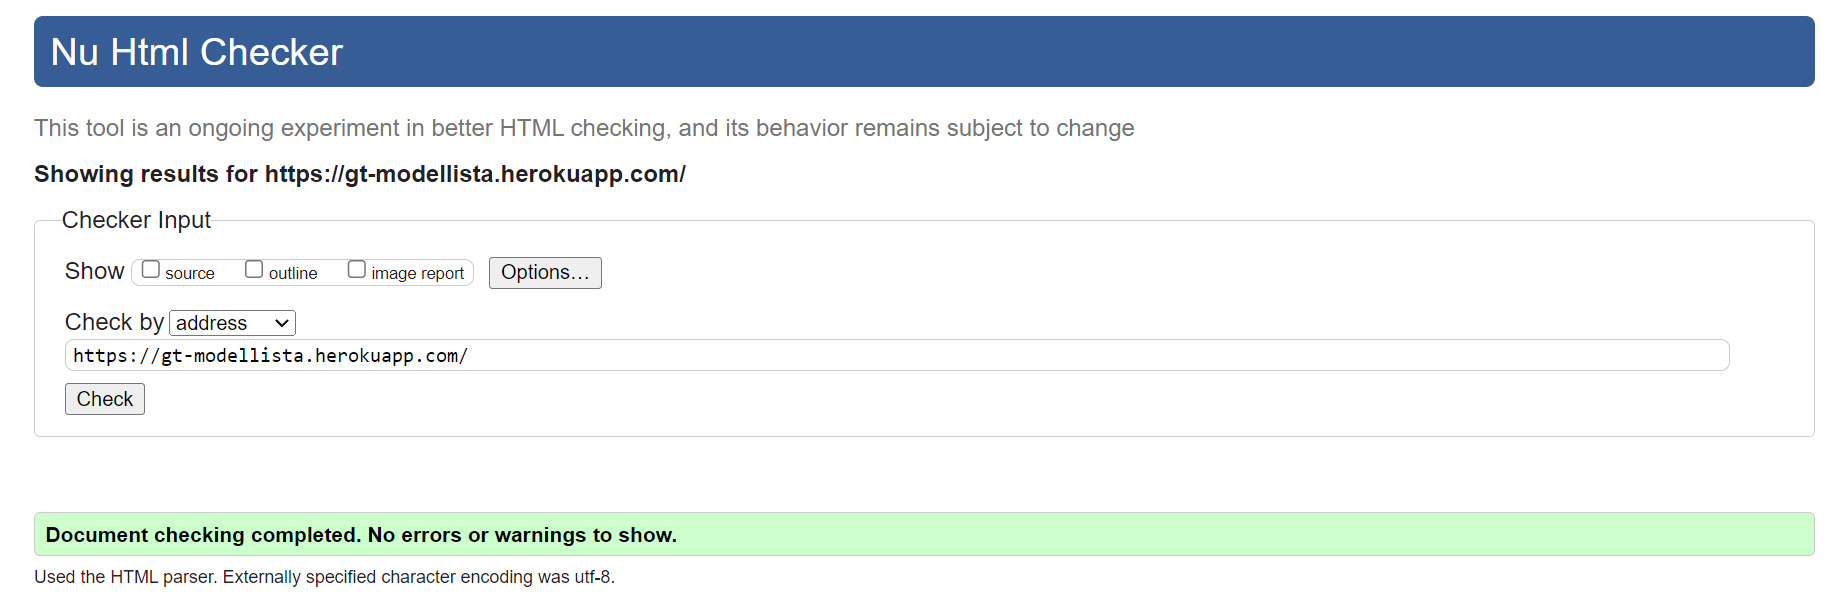 Nu Html Checker
This tool is an ongoing experiment in better HTML checking, and its behavior remains subject to change
Showing results for https://gt-modellista.herokuapp.com/
Checker Input
Show source outline image report Options...
Check by address
https://gt-modellista.herokuapp.com/
Check
Document checking completed. No errors or warnings to show.
Used the HTML parser. Externally specified character encoding was utf-8.